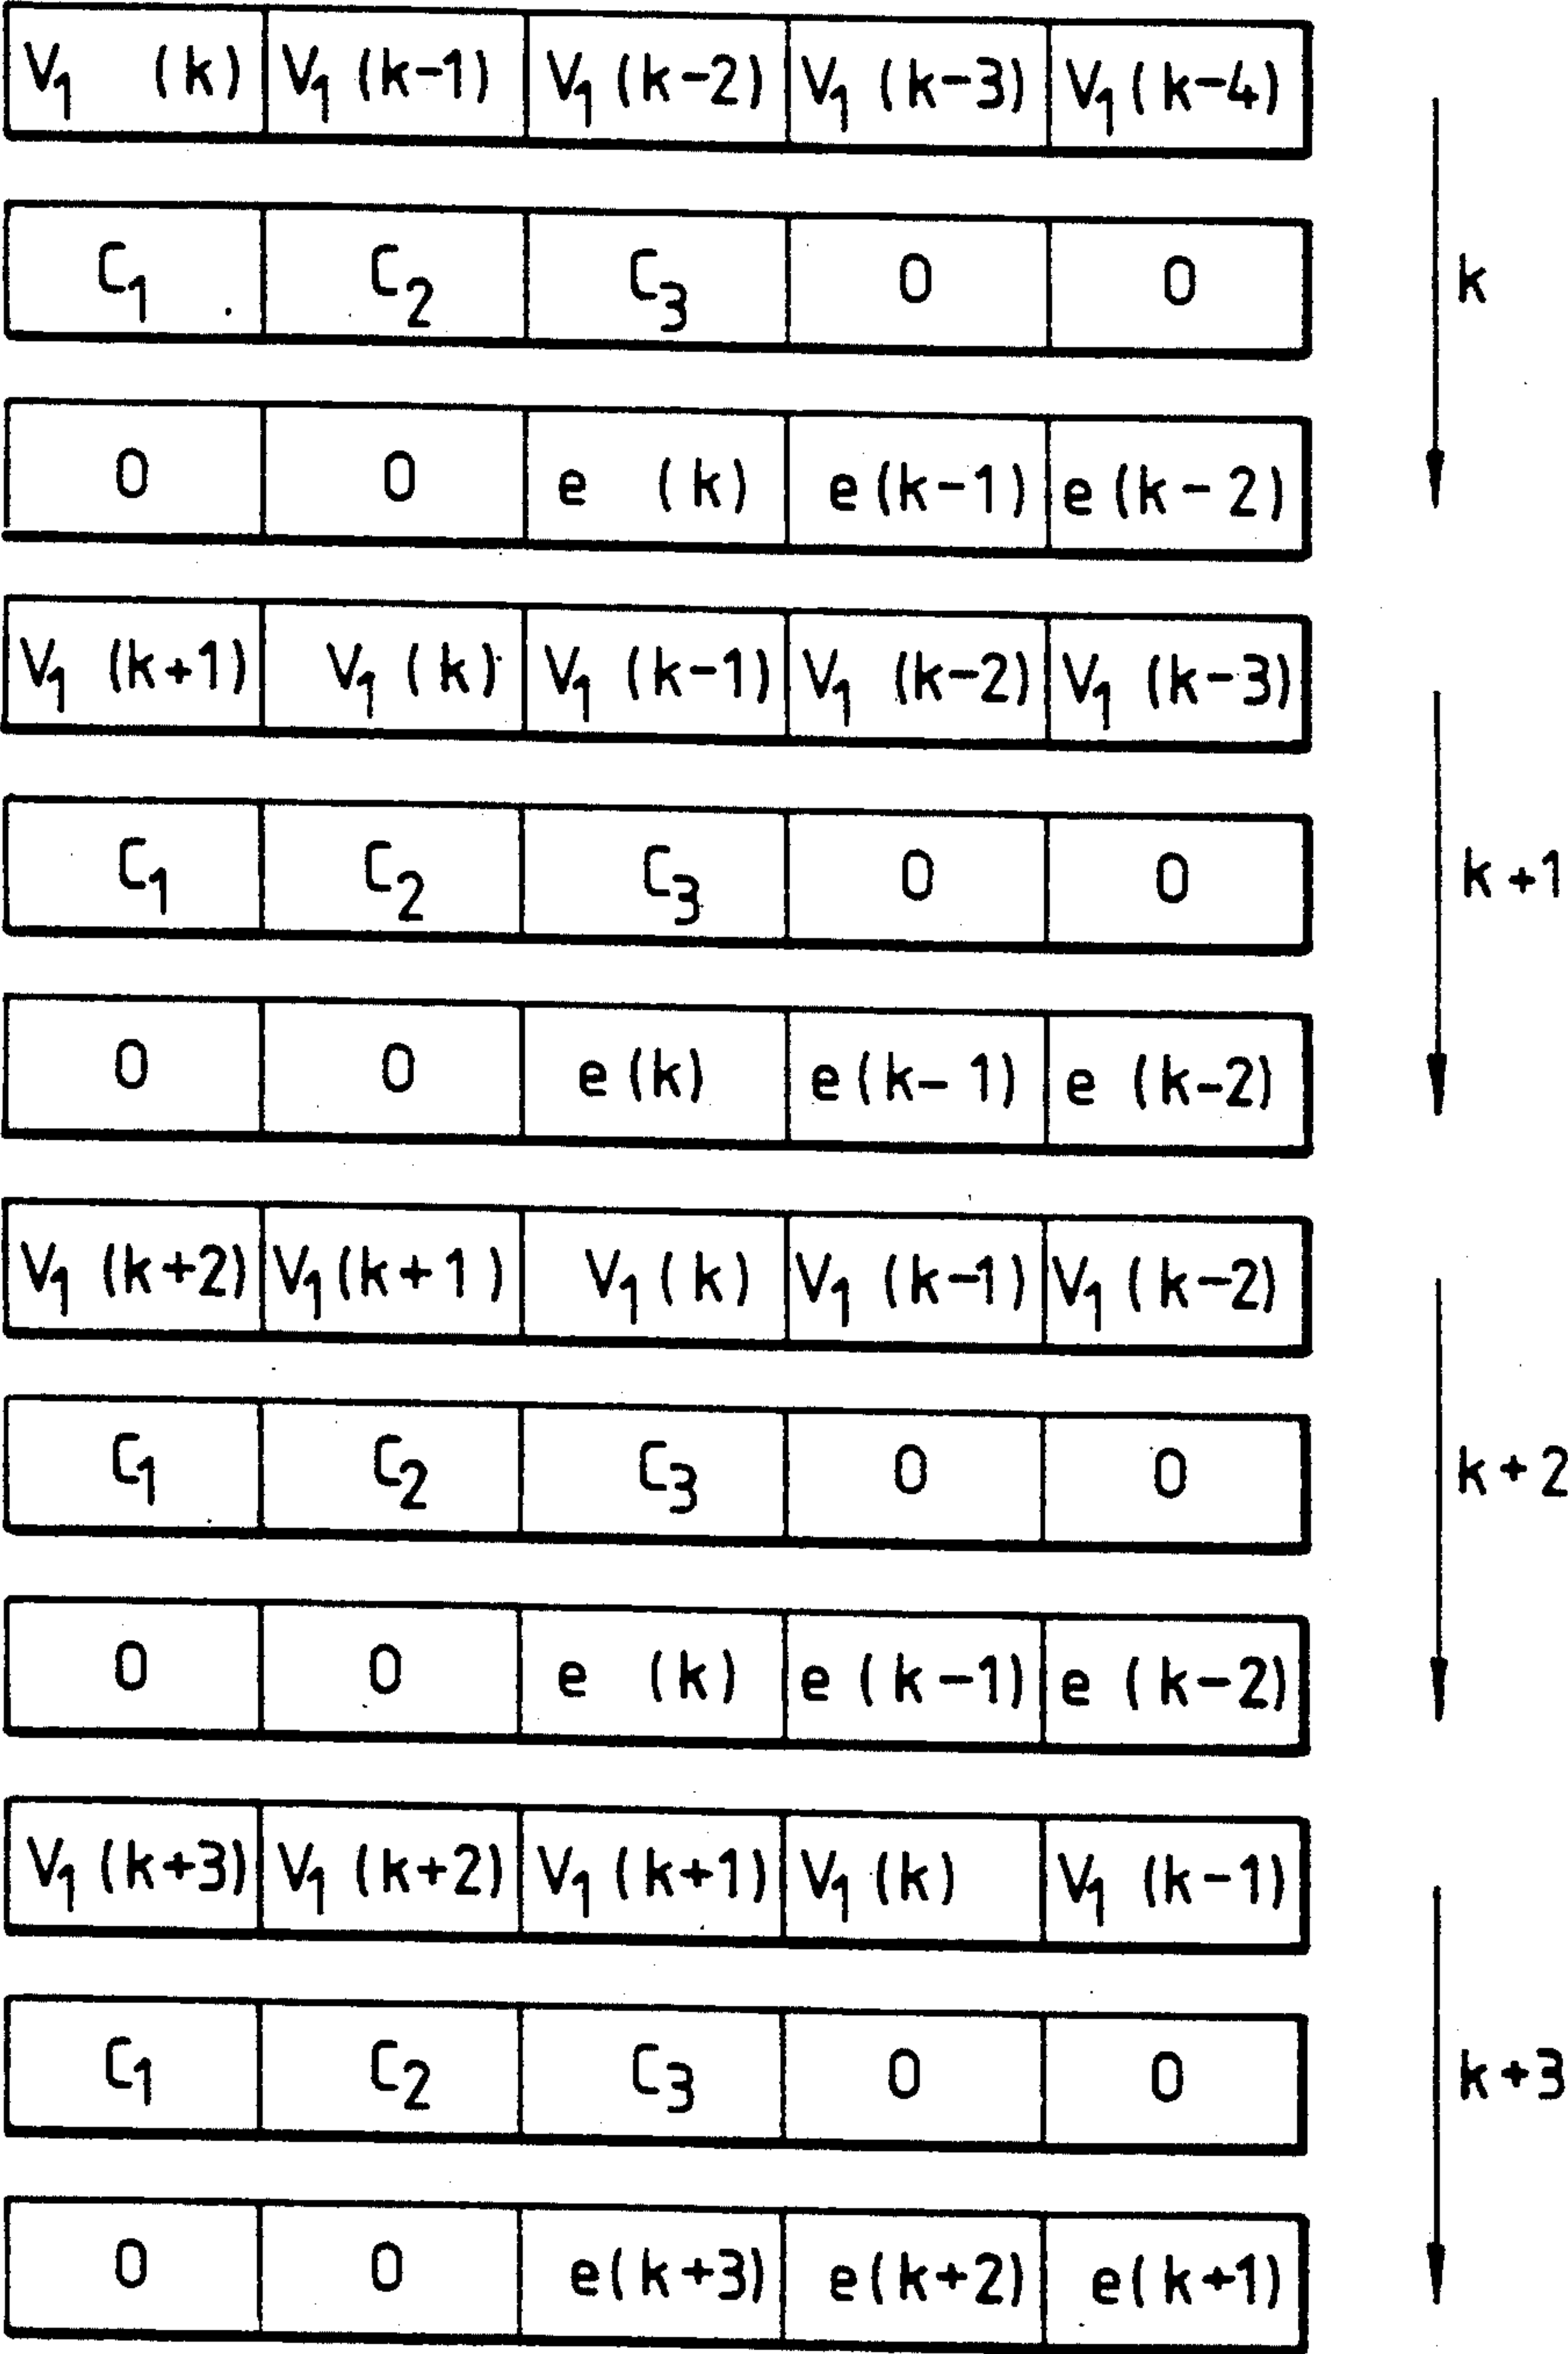 V1 (k) V1 (k-1) V1 (k-2) V1 (k-3) V1 (k-4)
C1 C2 C3 0 0
k
0 0 e (k) e (k-1) e (k-2)
V1 (k+1) V1 (k) V1 (k-1) V1 (k-2) V1 (k-3)
C1 C2 C3 0 0
k+1
0 0 e (k) e (k-1) e (k-2)
V1 (k+2) V1 (k+1) V1 (k) V1 (k-1) V1 (k-2)
C1 C2 C3 0 0
k+2
0 0 e (k) e (k-1) e (k-2)
V1 (k+3) V1 (k+2) V1 (k+1) V1 (k) V1 (k-1)
C1 C2 C3 0 0
k+3
0 0 e(k+3) e(k+2) e(k+1)